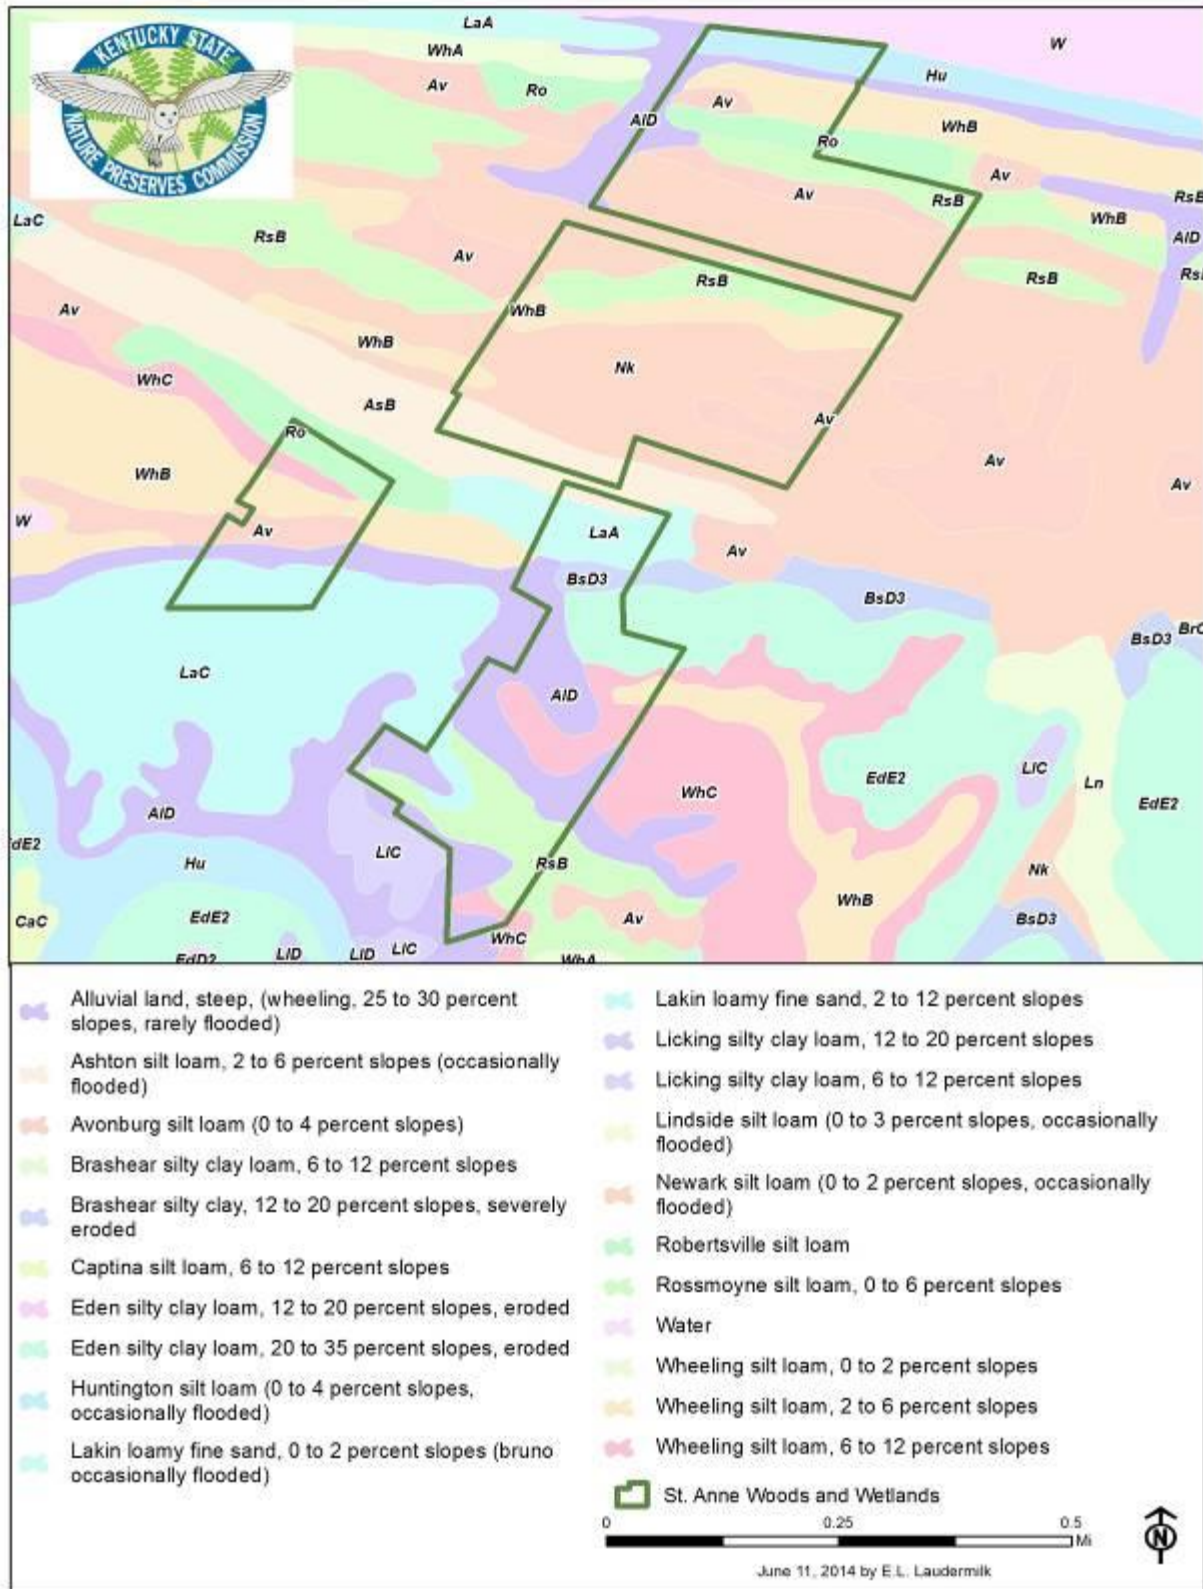 KENTUCKY STATE
NATURE PRESERVES COMMISSION
LaA
W
WhA
Hu
Av
Ro
Av
AlD
WhB
Ro
Av
Av
RsB
RsB
LaC
WhB
RsB
AlD
Av
RsB
RsB
Av
WhB
WhB
Nk
WhC
AsB
Av
Ro
Av
WhB
Av
W
Av
LaA
Av
BsD3
BsD3
BsD3
LaC
AlD
LIC
EdE2
Ln
WhC
EdE2
AlD
LIC
Hu
RsB
Nk
WhB
CaC
EdE2
Av
BsD3
WhC
LID
LID
LIC
EdD2
WhA
Alluvial land, steep, (wheeling, 25 to 30 percent
slopes, rarely flooded)
Ashton silt loam, 2 to 6 percent slopes (occasionally
flooded)
Avonburg silt loam (0 to 4 percent slopes)
Brashear silty clay loam, 6 to 12 percent slopes
Brashear silty clay, 12 to 20 percent slopes, severely
eroded
Captina silt loam, 6 to 12 percent slopes
Eden silty clay loam, 12 to 20 percent slopes, eroded
Eden silty clay loam, 20 to 35 percent slopes, eroded
Huntington silt loam (0 to 4 percent slopes,
occasionally flooded)
Lakin loamy fine sand, 0 to 2 percent slopes (bruno
occasionally flooded)
Lakin loamy fine sand, 2 to 12 percent slopes
Licking silty clay loam, 12 to 20 percent slopes
Licking silty clay loam, 6 to 12 percent slopes
Lindside silt loam (0 to 3 percent slopes, occasionally
flooded)
Newark silt loam (0 to 2 percent slopes, occasionally
flooded)
Robertsville silt loam
Rossmoyne silt loam, 0 to 6 percent slopes
Water
Wheeling silt loam, 0 to 2 percent slopes
Wheeling silt loam, 2 to 6 percent slopes
Wheeling silt loam, 6 to 12 percent slopes
St. Anne Woods and Wetlands
0 0.25 0.5
Mi
N
June 11, 2014 by E.L. Laudermilk